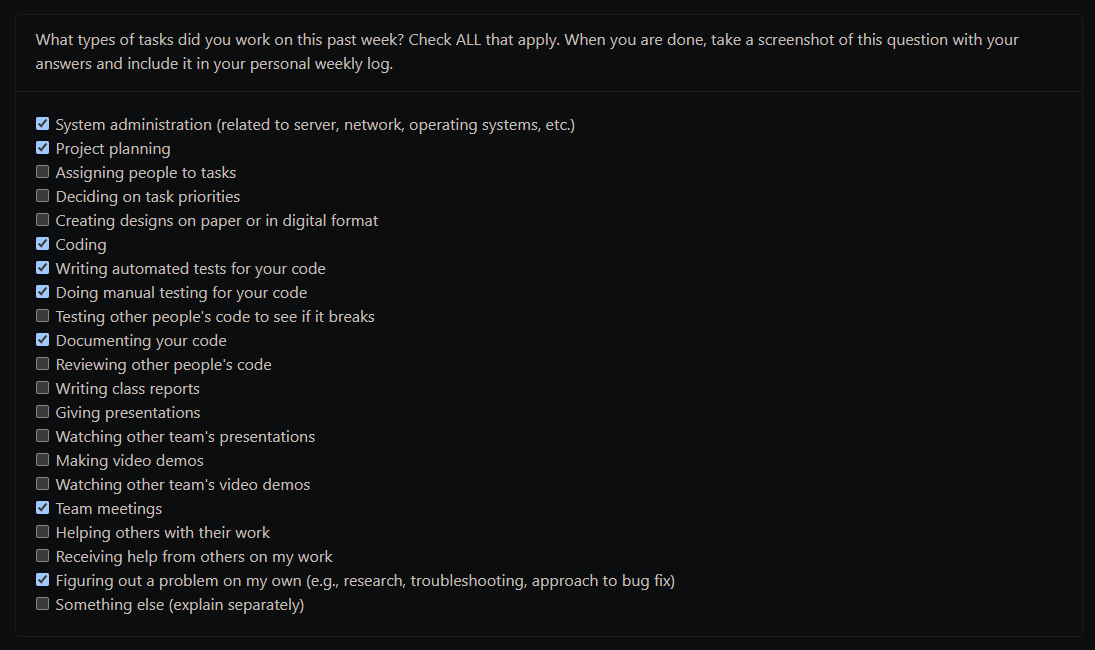 What types of tasks did you work on this past week? Check ALL that apply. When you are done, take a screenshot of this question with your
answers and include it in your personal weekly log.
System administration (related to server, network, operating systems, etc.)
Project planning
Assigning people to tasks
Deciding on task priorities
Creating designs on paper or in digital format
Coding
Writing automated tests for your code
Doing manual testing for your code
Testing other people's code to see if it breaks
Documenting your code
Reviewing other people's code
Writing class reports
Giving presentations
Watching other team's presentations
Making video demos
Watching other team's video demos
Team meetings
Helping others with their work
Receiving help from others on my work
Figuring out a problem on my own (e.g., research, troubleshooting, approach to bug fix)
Something else (explain separately)